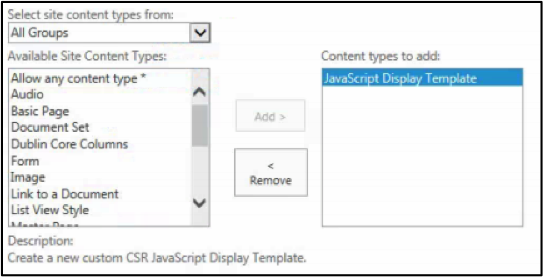 Select site content types from:
All Groups
Available Site Content Types:
Allow any content type *
Audio
Basic Page
Document Set
Dublin Core Columns
Form
Image
Link to a Document
List View Style
Master Page
Add >
<
Remove
Content types to add:
JavaScript Display Template
Description:
Create a new custom CSR JavaScript Display Template.